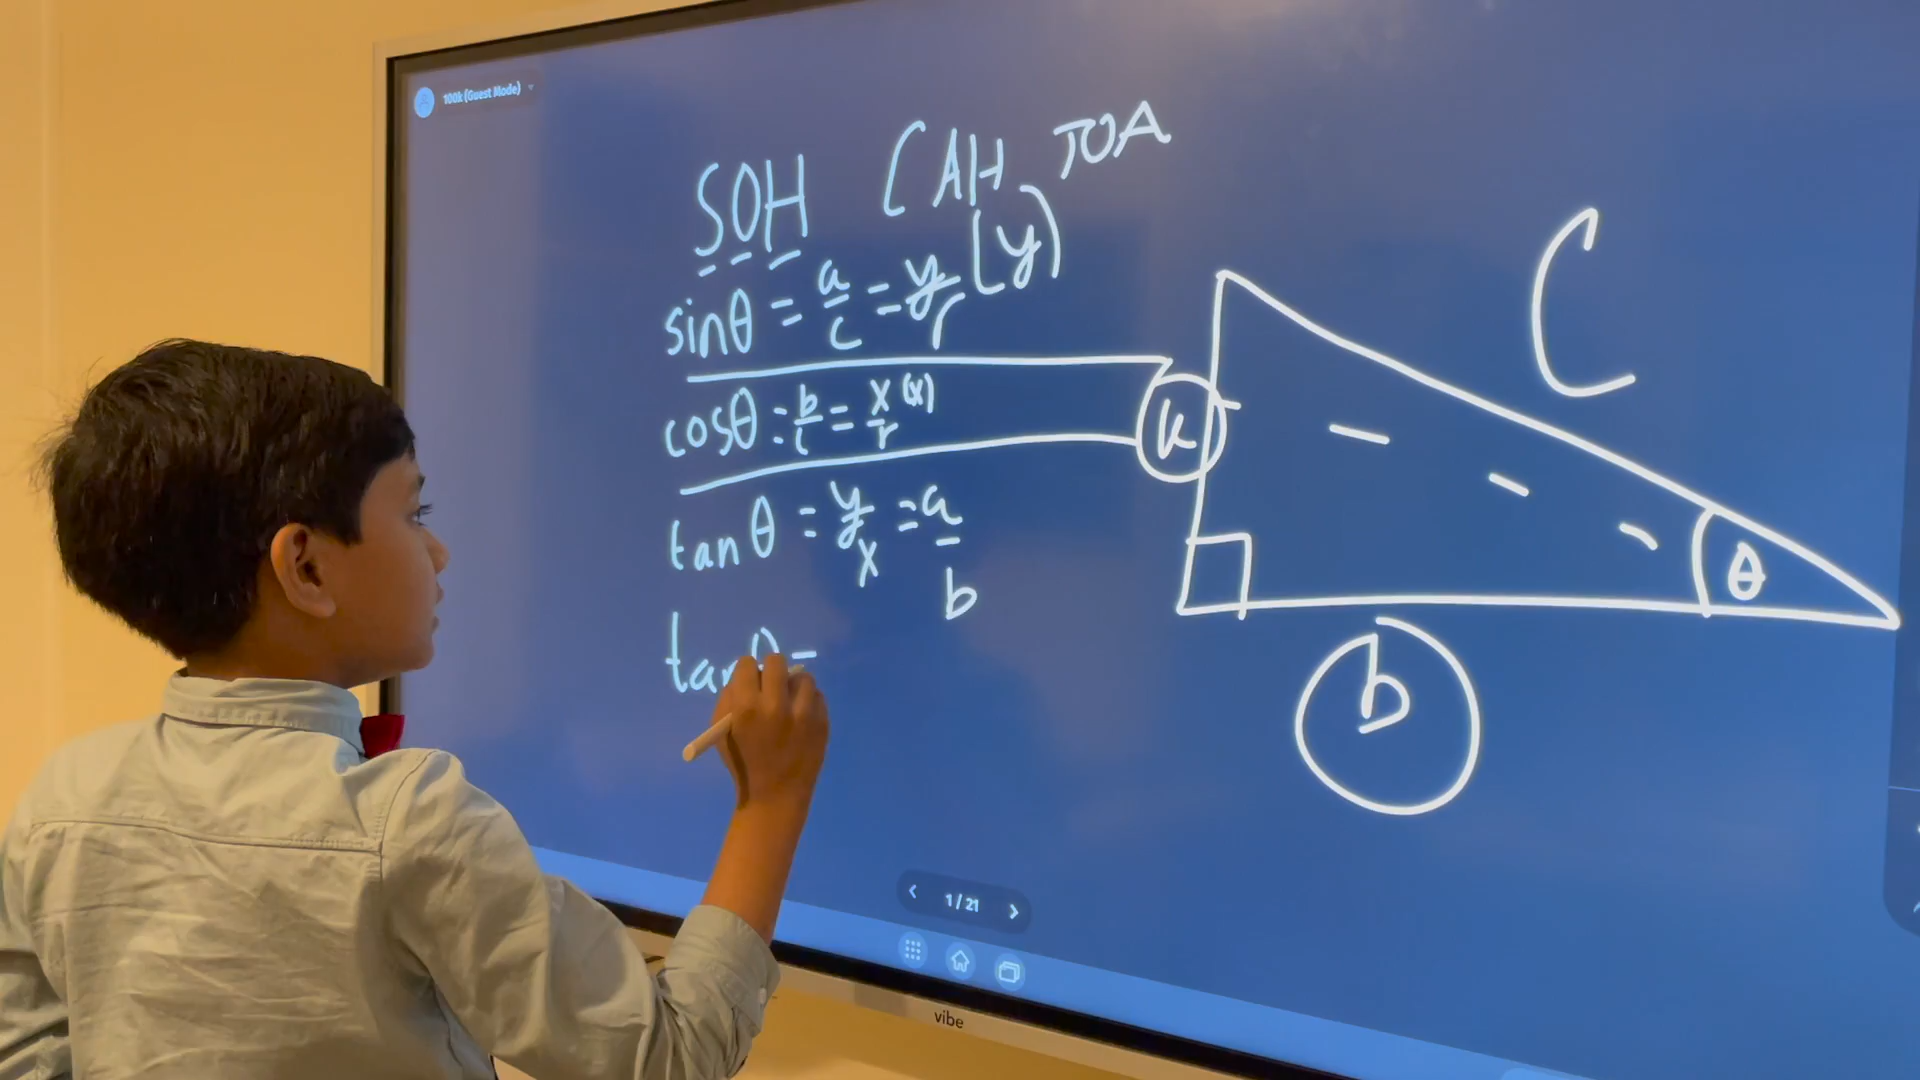 100k (Guest Mode)
SOH CAH TOA
sinθ = a/c = y/r (y)
cosθ = b/c = x/r (x)
tanθ = y/x = a/b
tanθ =
C
a
θ
b
1/21
vibe